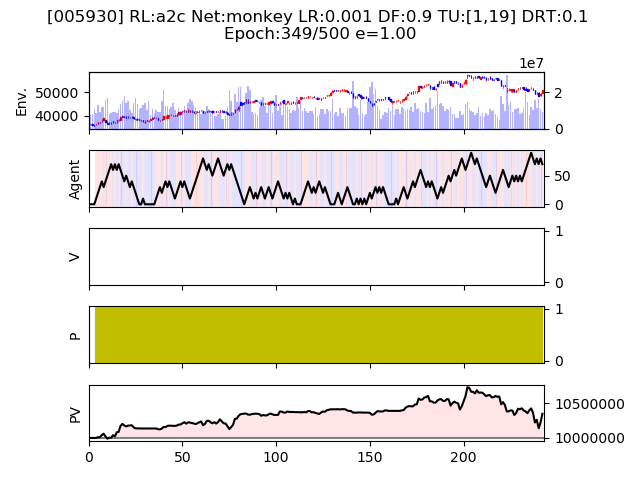 [005930] RL:a2c Net:monkey LR:0.001 DF:0.9 TU:[1,19] DRT:0.1
Epoch:349/500 e=1.00
1e7
Env.
50000
40000
2
0
Agent
50
0
V
1
0
P
1
0
PV
10500000
10000000
0
50
100
150
200